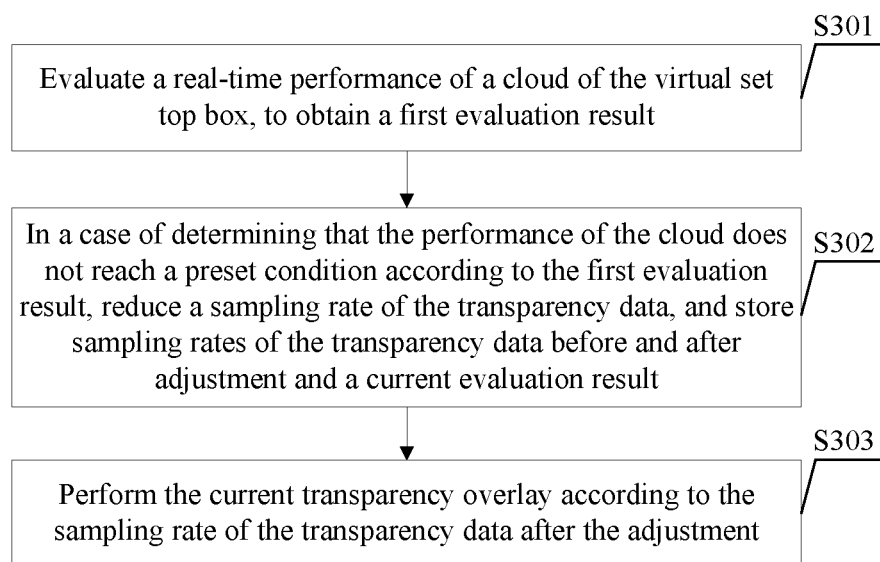 S301
Evaluate a real-time performance of a cloud of the virtual set
top box, to obtain a first evaluation result
In a case of determining that the performance of the cloud does
not reach a preset condition according to the first evaluation
result, reduce a sampling rate of the transparency data, and store
sampling rates of the transparency data before and after
adjustment and a current evaluation result
S302
Perform the current transparency overlay according to the
sampling rate of the transparency data after the adjustment
S303